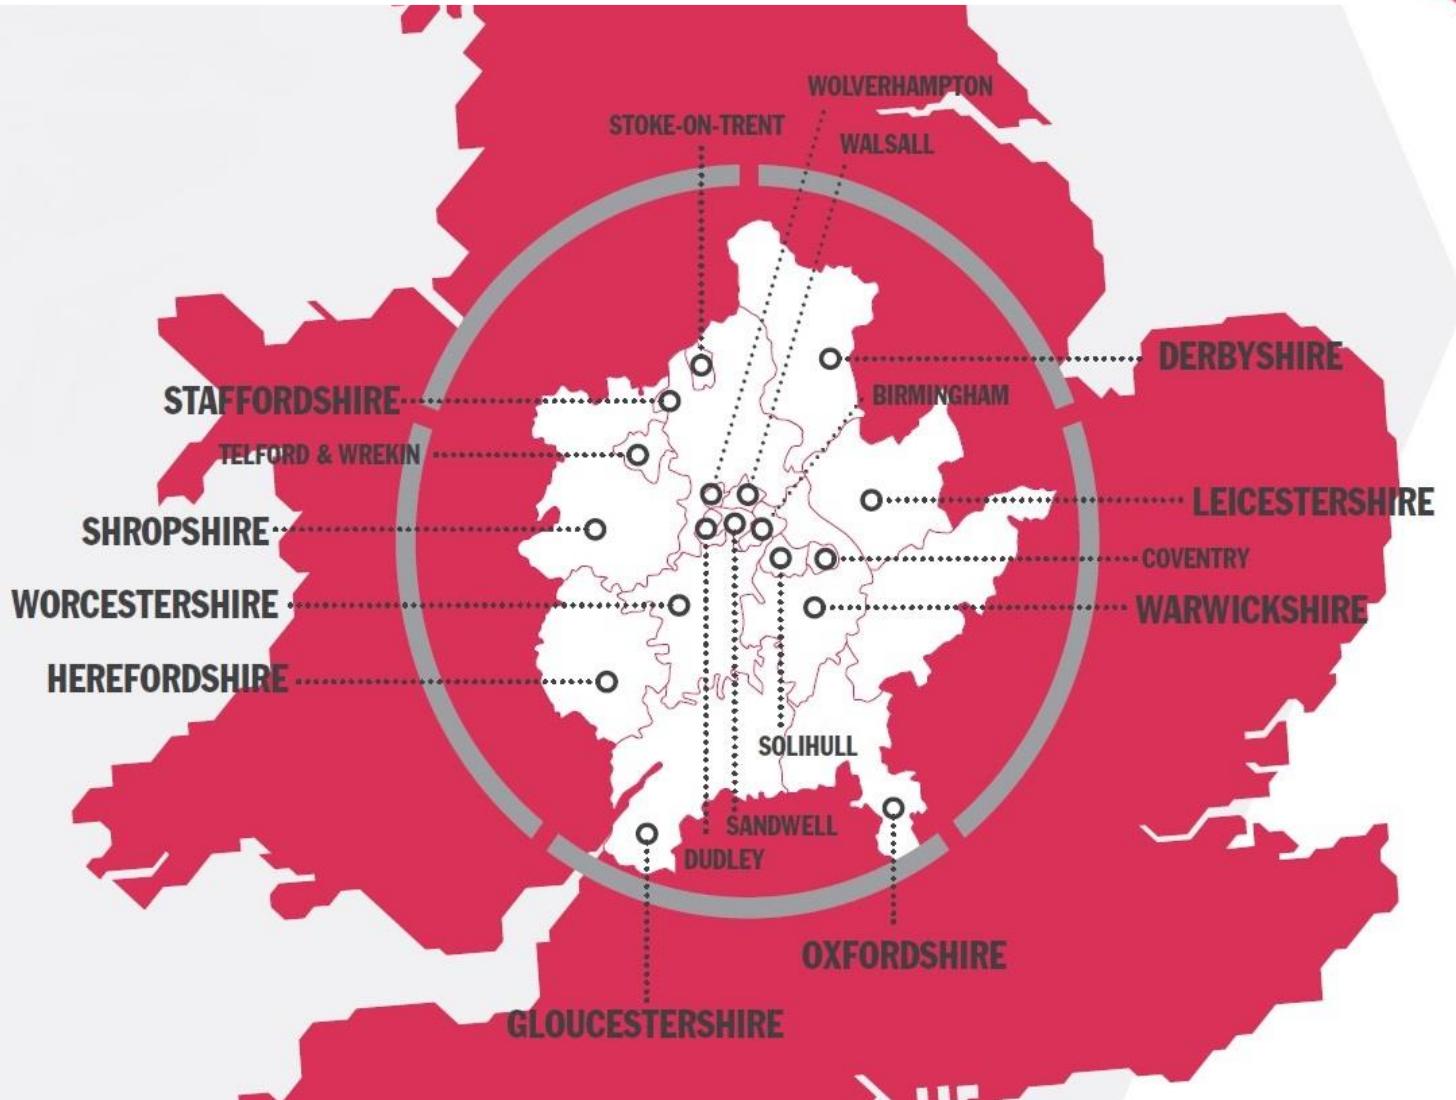 WOLVERHAMPTON
STOKE-ON-TRENT
WALSALL
DERBYSHIRE
STAFFORDSHIRE
BIRMINGHAM
TELFORD & WREKIN
LEICESTERSHIRE
SHROPSHIRE
COVENTRY
WORCESTERSHIRE
WARWICKSHIRE
HEREFORDSHIRE
SOLIHULL
SANDWELL
DUDLEY
OXFORDSHIRE
GLOUCESTERSHIRE